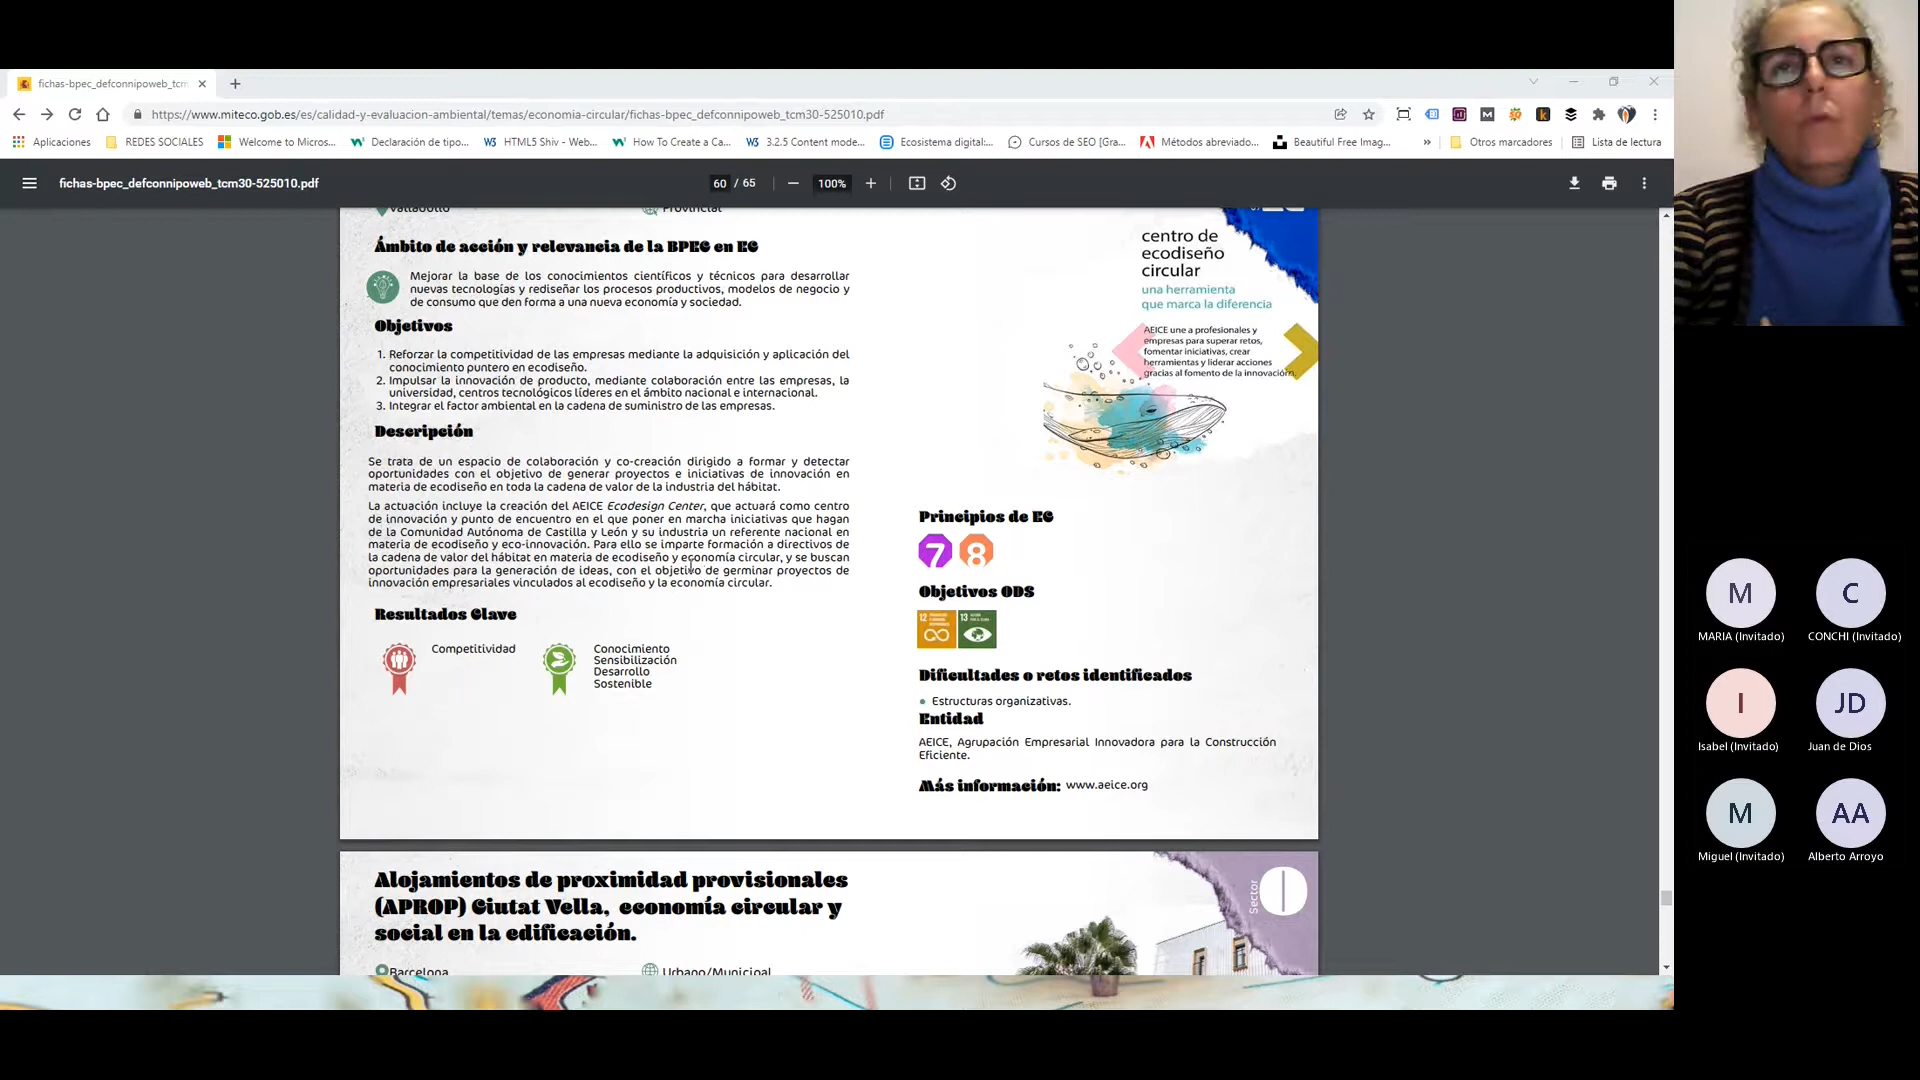 fichas-bpec_defconnipoweb_tcm
https://www.miteco.gob.es/es/calidad-y-evaluacion-ambiental/temas/economia-circular/fichas-bpec_defconnipoweb_tcm30-525010.pdf
Aplicaciones REDES SOCIALES Welcome to Micros... Declaración de tipo... HTML5 Shiv - Web... How To Create a Ca... 3.2.5 Content mode... Ecosistema digital:... Cursos de SEO [Gra... Métodos abreviado... Beautiful Free Imag... » Otros marcadores Lista de lectura
fichas-bpec_defconnipoweb_tcm30-525010.pdf 60 / 65 — 100% +
Valladolid Provincial
Ámbito de acción y relevancia de la BPEC en EC
Mejorar la base de los conocimientos científicos y técnicos para desarrollar
nuevas tecnologías y rediseñar los procesos productivos, modelos de negocio y
de consumo que den forma a una nueva economía y sociedad.
Objetivos
1. Reforzar la competitividad de las empresas mediante la adquisición y aplicación del
conocimiento puntero en ecodiseño.
2. Impulsar la innovación de producto, mediante colaboración entre las empresas, la
universidad, centros tecnológicos líderes en el ámbito nacional e internacional.
3. Integrar el factor ambiental en la cadena de suministro de las empresas.
Descripción
Se trata de un espacio de colaboración y co-creación dirigido a formar y detectar
oportunidades con el objetivo de generar proyectos e iniciativas de innovación en
materia de ecodiseño en toda la cadena de valor de la industria del hábitat.
La actuación incluye la creación del AEICE Ecodesign Center, que actuará como centro
de innovación y punto de encuentro en el que poner en marcha iniciativas que hagan
de la Comunidad Autónoma de Castilla y León y su industria un referente nacional en
materia de ecodiseño y eco-innovación. Para ello se imparte formación a directivos de
la cadena de valor del hábitat en materia de ecodiseño y economía circular, y se buscan
oportunidades para la generación de ideas, con el objetivo de germinar proyectos de
innovación empresariales vinculados al ecodiseño y la economía circular.
Resultados Clave
Competitividad
Conocimiento
Sensibilización
Desarrollo
Sostenible
centro de
ecodiseño
circular
una herramienta
que marca la diferencia
AEICE une a profesionales y
empresas para superar retos,
fomentar iniciativas, crear
herramientas y liderar acciones
gracias al fomento de la innovación.
Principios de EC
7 8
Objetivos ODS
12 13
Dificultades o retos identificados
Estructuras organizativas.
Entidad
AEICE, Agrupación Empresarial Innovadora para la Construcción
Eficiente.
Más información: www.aeice.org
Alojamientos de proximidad provisionales
(APROP) Ciutat Vella, economía circular y
social en la edificación.
Barcelona Urbano/Municipal
Sector
M C
MARIA (Invitado) CONCHI (Invitado)
I JD
Isabel (Invitado) Juan de Dios
M AA
Miguel (Invitado) Alberto Arroyo